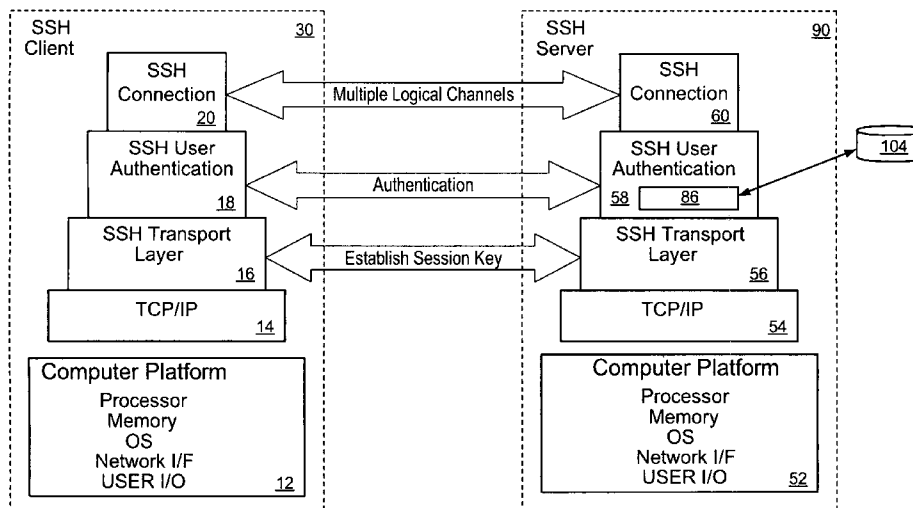 SSH
Client
30
SSH
Connection
20
SSH User
Authentication
18
SSH Transport
Layer
16
TCP/IP
14
Computer Platform
Processor
Memory
OS
Network I/F
USER I/O
12
Multiple Logical Channels
Authentication
Establish Session Key
SSH
Server
90
SSH
Connection
60
SSH User
Authentication
58
86
104
SSH Transport
Layer
56
TCP/IP
54
Computer Platform
Processor
Memory
OS
Network I/F
USER I/O
52